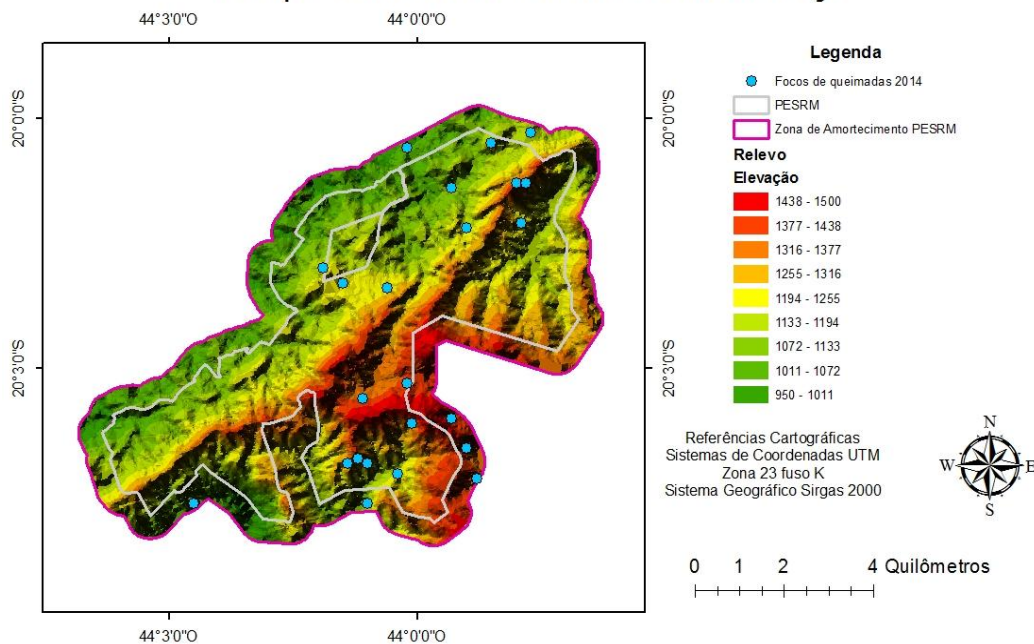 44°3'0"O
44°0'0"O
20°0'0"S
20°3'0"S
20°0'0"S
20°3'0"S
44°3'0"O
44°0'0"O
Legenda
Focos de queimadas 2014
PESRM
Zona de Amortecimento PESRM
Relevo
Elevação
1438 - 1500
1377 - 1438
1316 - 1377
1255 - 1316
1194 - 1255
1133 - 1194
1072 - 1133
1011 - 1072
950 - 1011
Referências Cartográficas
Sistemas de Coordenadas UTM
Zona 23 fuso K
Sistema Geográfico Sirgas 2000
N
W E
S
0 1 2 4 Quilômetros